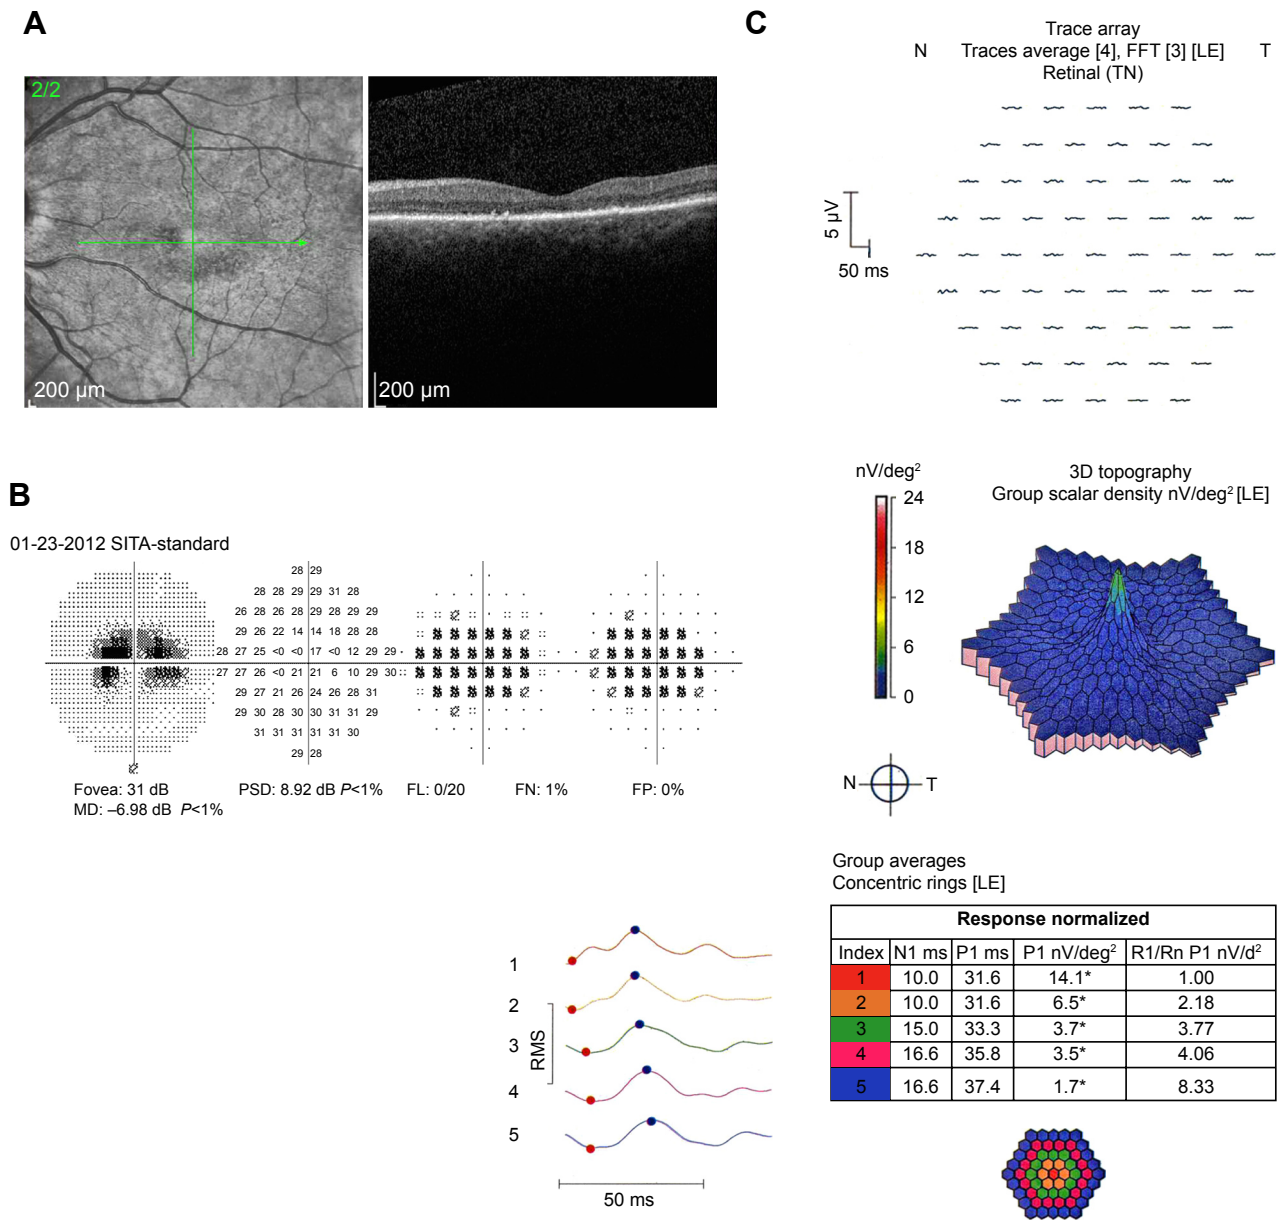 A
2/2
200 µm
200 µm
B
01-23-2012 SITA-standard
28 29
28 28 29 29 31 28
26 28 26 28 29 28 29 29
29 26 22 14 14 18 28 28
28 27 25 <0 <0 17 <0 12 29 29
27 27 26 <0 21 21 6 10 29 30
29 27 21 26 24 26 28 31
29 30 28 30 30 31 31 29
31 31 31 31 31 30
29 28
Fovea: 31 dB
MD: –6.98 dB P<1%
PSD: 8.92 dB P<1%
FL: 0/20
FN: 1%
FP: 0%
C
Trace array
N Traces average [4], FFT [3] [LE] T
Retinal (TN)
5 µV
50 ms
nV/deg²
24
18
12
6
0
3D topography
Group scalar density nV/deg² [LE]
N T
Group averages
Concentric rings [LE]
Response normalized
Index N1 ms P1 ms P1 nV/deg² R1/Rn P1 nV/d²
1 10.0 31.6 14.1* 1.00
2 10.0 31.6 6.5* 2.18
3 15.0 33.3 3.7* 3.77
4 16.6 35.8 3.5* 4.06
5 16.6 37.4 1.7* 8.33
1
2
3
4
5
RMS
50 ms